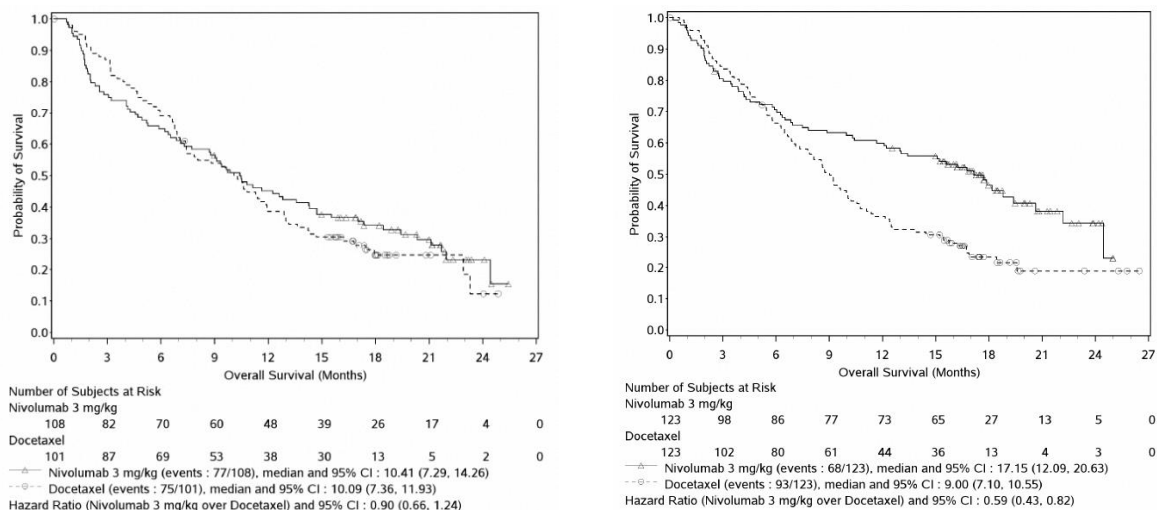 1.0
0.9
0.8
0.7
0.6
0.5
0.4
0.3
0.2
0.1
0.0
Probability of Survival
0 3 6 9 12 15 18 21 24 27
Overall Survival (Months)
Number of Subjects at Risk
Nivolumab 3 mg/kg
108 82 70 60 48 39 26 17 4 0
Docetaxel
101 87 69 53 38 30 13 5 2 0
Nivolumab 3 mg/kg (events : 77/108), median and 95% CI : 10.41 (7.29, 14.26)
Docetaxel (events : 75/101), median and 95% CI : 10.09 (7.36, 11.93)
Hazard Ratio (Nivolumab 3 mg/kg over Docetaxel) and 95% CI : 0.90 (0.66, 1.24)
1.0
0.9
0.8
0.7
0.6
0.5
0.4
0.3
0.2
0.1
0.0
Probability of Survival
0 3 6 9 12 15 18 21 24 27
Overall Survival (Months)
Number of Subjects at Risk
Nivolumab 3 mg/kg
123 98 86 77 73 65 27 13 5 0
Docetaxel
123 102 80 61 44 36 13 4 3 0
Nivolumab 3 mg/kg (events : 68/123), median and 95% CI : 17.15 (12.09, 20.63)
Docetaxel (events : 93/123), median and 95% CI : 9.00 (7.10, 10.55)
Hazard Ratio (Nivolumab 3 mg/kg over Docetaxel) and 95% CI : 0.59 (0.43, 0.82)